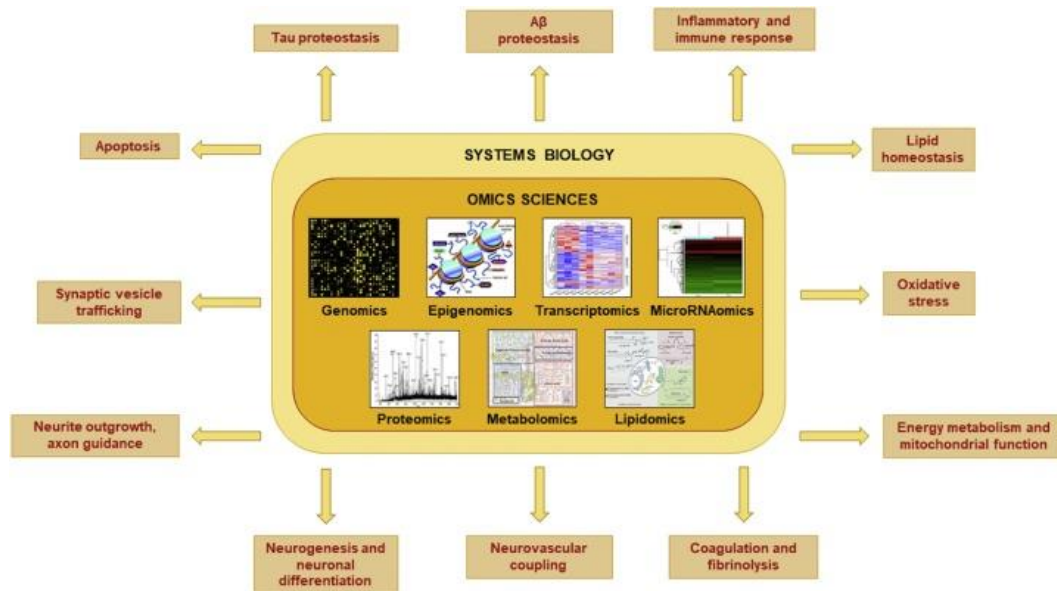 Tau proteostasis
Aβ
proteostasis
Inflammatory and
immune response
Apoptosis
Lipid
homeostasis
SYSTEMS BIOLOGY
OMICS SCIENCES
Genomics
Epigenomics
Transcriptomics
MicroRNAomics
Synaptic vesicle
trafficking
Oxidative
stress
Proteomics
Metabolomics
Lipidomics
Neurite outgrowth,
axon guidance
Energy metabolism and
mitochondrial function
Neurogenesis and
neuronal
differentiation
Neurovascular
coupling
Coagulation and
fibrinolysis